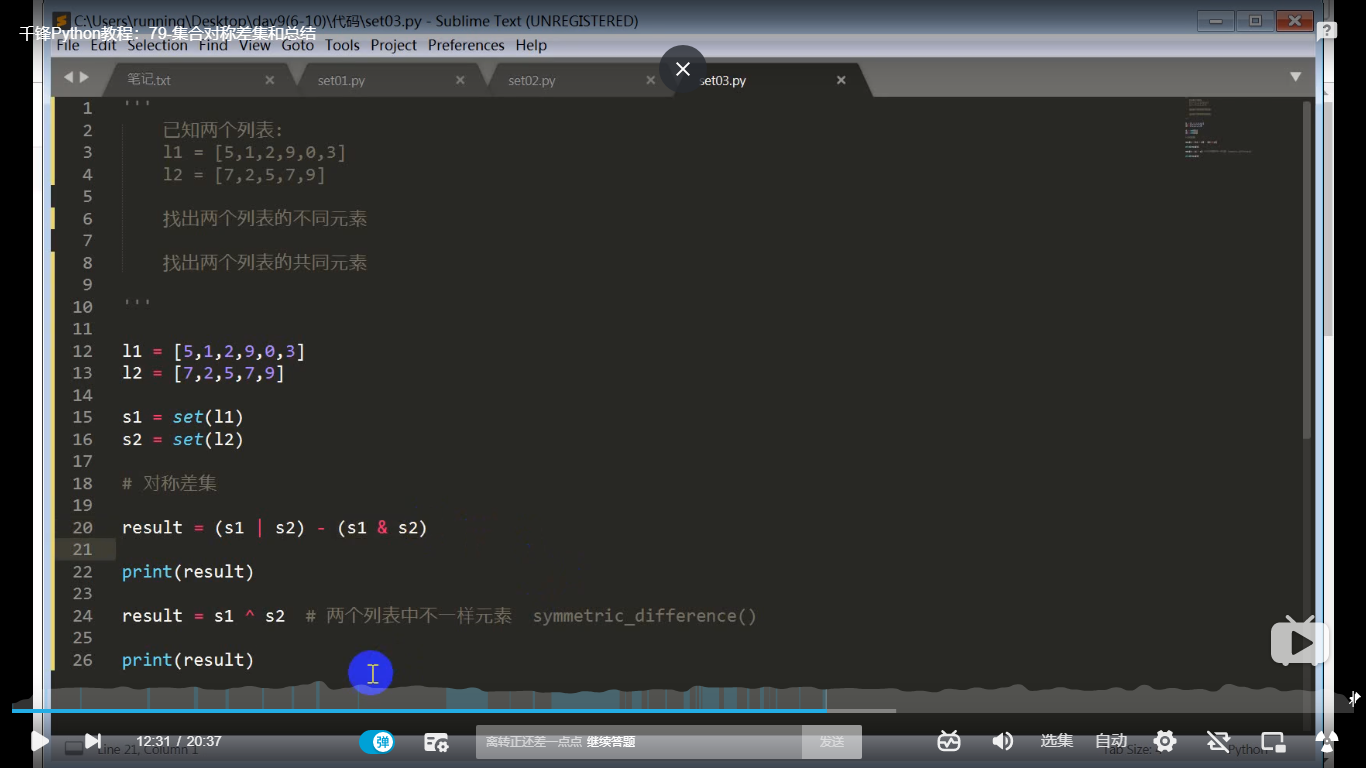 C:\Users\running\Desktop\day9(6-10)\代码\set03.py - Sublime Text (UNREGISTERED)
千锋Python教程：79-集合对称差集和总结
File Edit Selection Find View Goto Tools Project Preferences Help
笔记.txt set01.py set02.py set03.py
1 '''
2 已知两个列表:
3 l1 = [5,1,2,9,0,3]
4 l2 = [7,2,5,7,9]
5
6 找出两个列表的不同元素
7
8 找出两个列表的共同元素
9
10 '''
11
12 l1 = [5,1,2,9,0,3]
13 l2 = [7,2,5,7,9]
14
15 s1 = set(l1)
16 s2 = set(l2)
17
18 # 对称差集
19
20 result = (s1 | s2) - (s1 & s2)
21
22 print(result)
23
24 result = s1 ^ s2 # 两个列表中不一样元素 symmetric_difference()
25
26 print(result)
12:31 / 20:37 弹 离转正还差一点点 继续答题 发送 选集 自动
Line 21, Column 1 Tab Size: Python